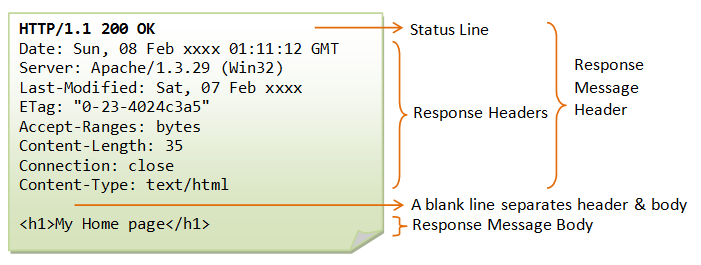 HTTP/1.1 200 OK
Date: Sun, 08 Feb xxxx 01:11:12 GMT
Server: Apache/1.3.29 (Win32)
Last-Modified: Sat, 07 Feb xxxx
ETag: "0-23-4024c3a5"
Accept-Ranges: bytes
Content-Length: 35
Connection: close
Content-Type: text/html
<h1>My Home page</h1>
Status Line
Response Headers
Response
Message
Header
A blank line separates header & body
Response Message Body